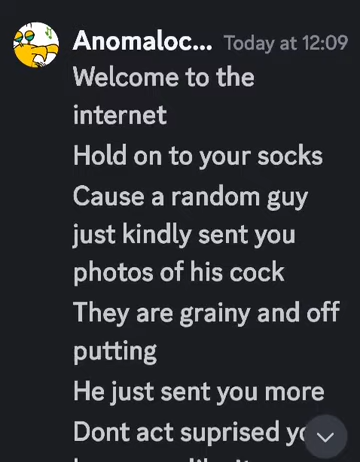 Anomaloc... Today at 12:09
Welcome to the
internet
Hold on to your socks
Cause a random guy
just kindly sent you
photos of his cock
They are grainy and off
putting
He just sent you more
Dont act suprised